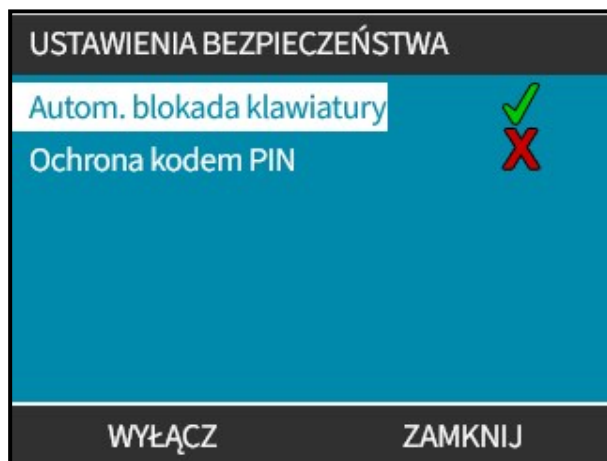 USTAWIENIA BEZPIECZEŃSTWA
Autom. blokada klawiatury
Ochrona kodem PIN
WYŁĄCZ ZAMKNIJ